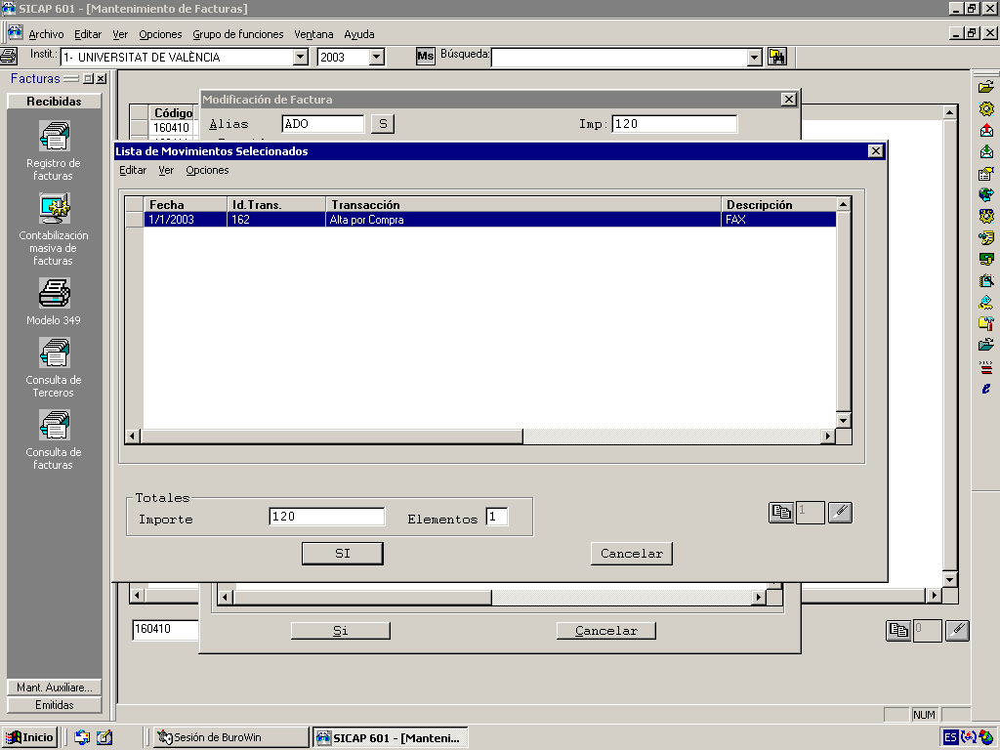 SICAP 601 - [Mantenimiento de Facturas]
Archivo Editar Ver Opciones Grupo de funciones Ventana Ayuda
Instit.: 1- UNIVERSITAT DE VALÈNCIA 2003 Ms Búsqueda:
Facturas
Recibidas
Registro de
facturas
Contabilización
masiva de
facturas
Modelo 349
Consulta de
Terceros
Consulta de
facturas
Mant. Auxiliare...
Emitidas
Código
160410
Modificación de Factura
Alias ADO S Imp: 120
Lista de Movimientos Selecionados
Editar Ver Opciones
Fecha Id.Trans. Transacción Descripción
1/1/2003 162 Alta por Compra FAX
Totales
Importe 120 Elementos 1
1
SI Cancelar
160410
Si Cancelar
0
NUM
Inicio Sesión de BuroWin SICAP 601 - [Manteni... ES